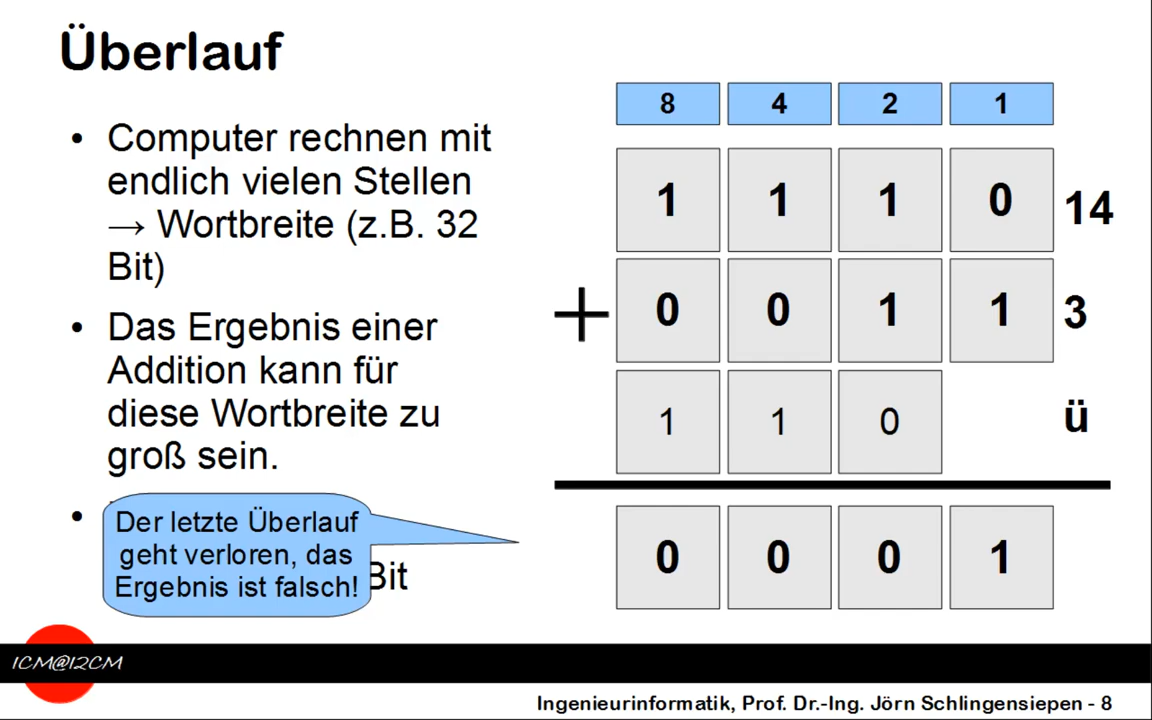 Überlauf
• Computer rechnen mit
endlich vielen Stellen
→ Wortbreite (z.B. 32
Bit)
• Das Ergebnis einer
Addition kann für
diese Wortbreite zu
groß sein.
•
Bit
Der letzte Überlauf
geht verloren, das
Ergebnis ist falsch!
8 4 2 1
1 1 1 0 14
+ 0 0 1 1 3
1 1 0 ü
0 0 0 1
1CM@12CM
Ingenieurinformatik, Prof. Dr.-Ing. Jörn Schlingensiepen - 8